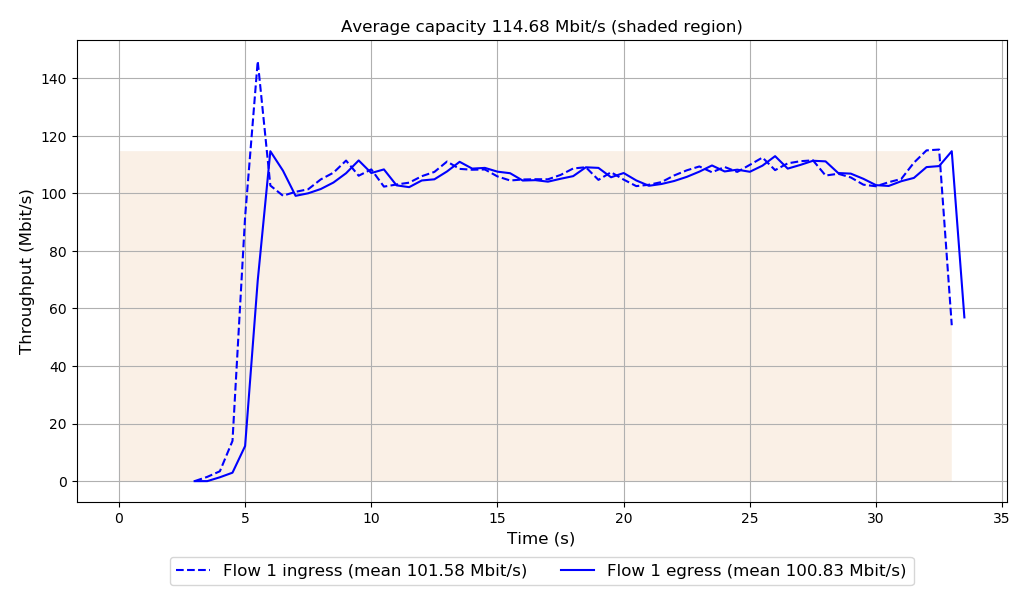 Average capacity 114.68 Mbit/s (shaded region)
Throughput (Mbit/s)
140
120
100
80
60
40
20
0
0 5 10 15 20 25 30 35
Time (s)
Flow 1 ingress (mean 101.58 Mbit/s) Flow 1 egress (mean 100.83 Mbit/s)